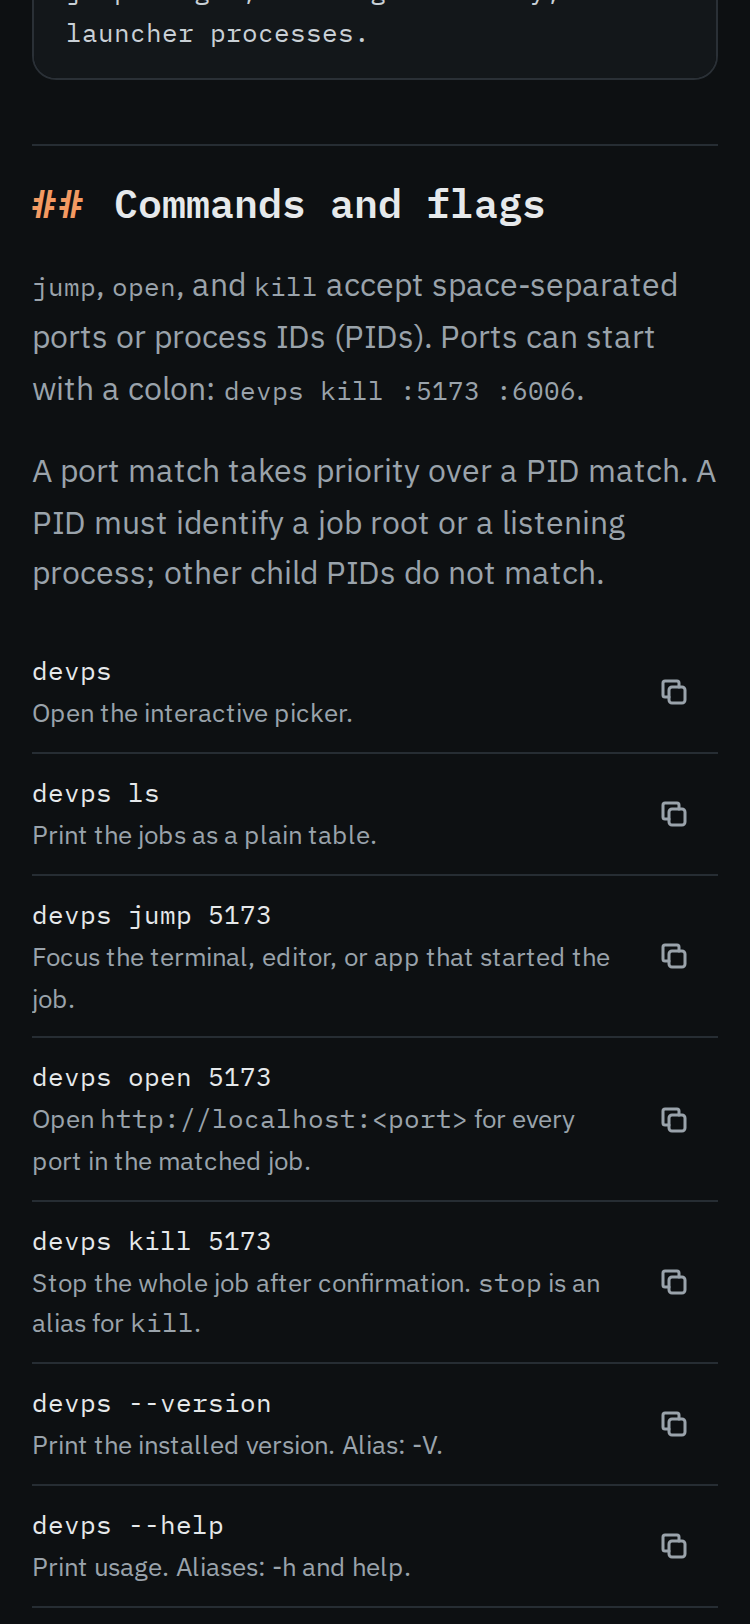 launcher processes.
## Commands and flags
jump, open, and kill accept space-separated
ports or process IDs (PIDs). Ports can start
with a colon: devps kill :5173 :6006.
A port match takes priority over a PID match. A
PID must identify a job root or a listening
process; other child PIDs do not match.
devps
Open the interactive picker.
devps ls
Print the jobs as a plain table.
devps jump 5173
Focus the terminal, editor, or app that started the
job.
devps open 5173
Open http://localhost:<port> for every
port in the matched job.
devps kill 5173
Stop the whole job after confirmation. stop is an
alias for kill.
devps --version
Print the installed version. Alias: -V.
devps --help
Print usage. Aliases: -h and help.